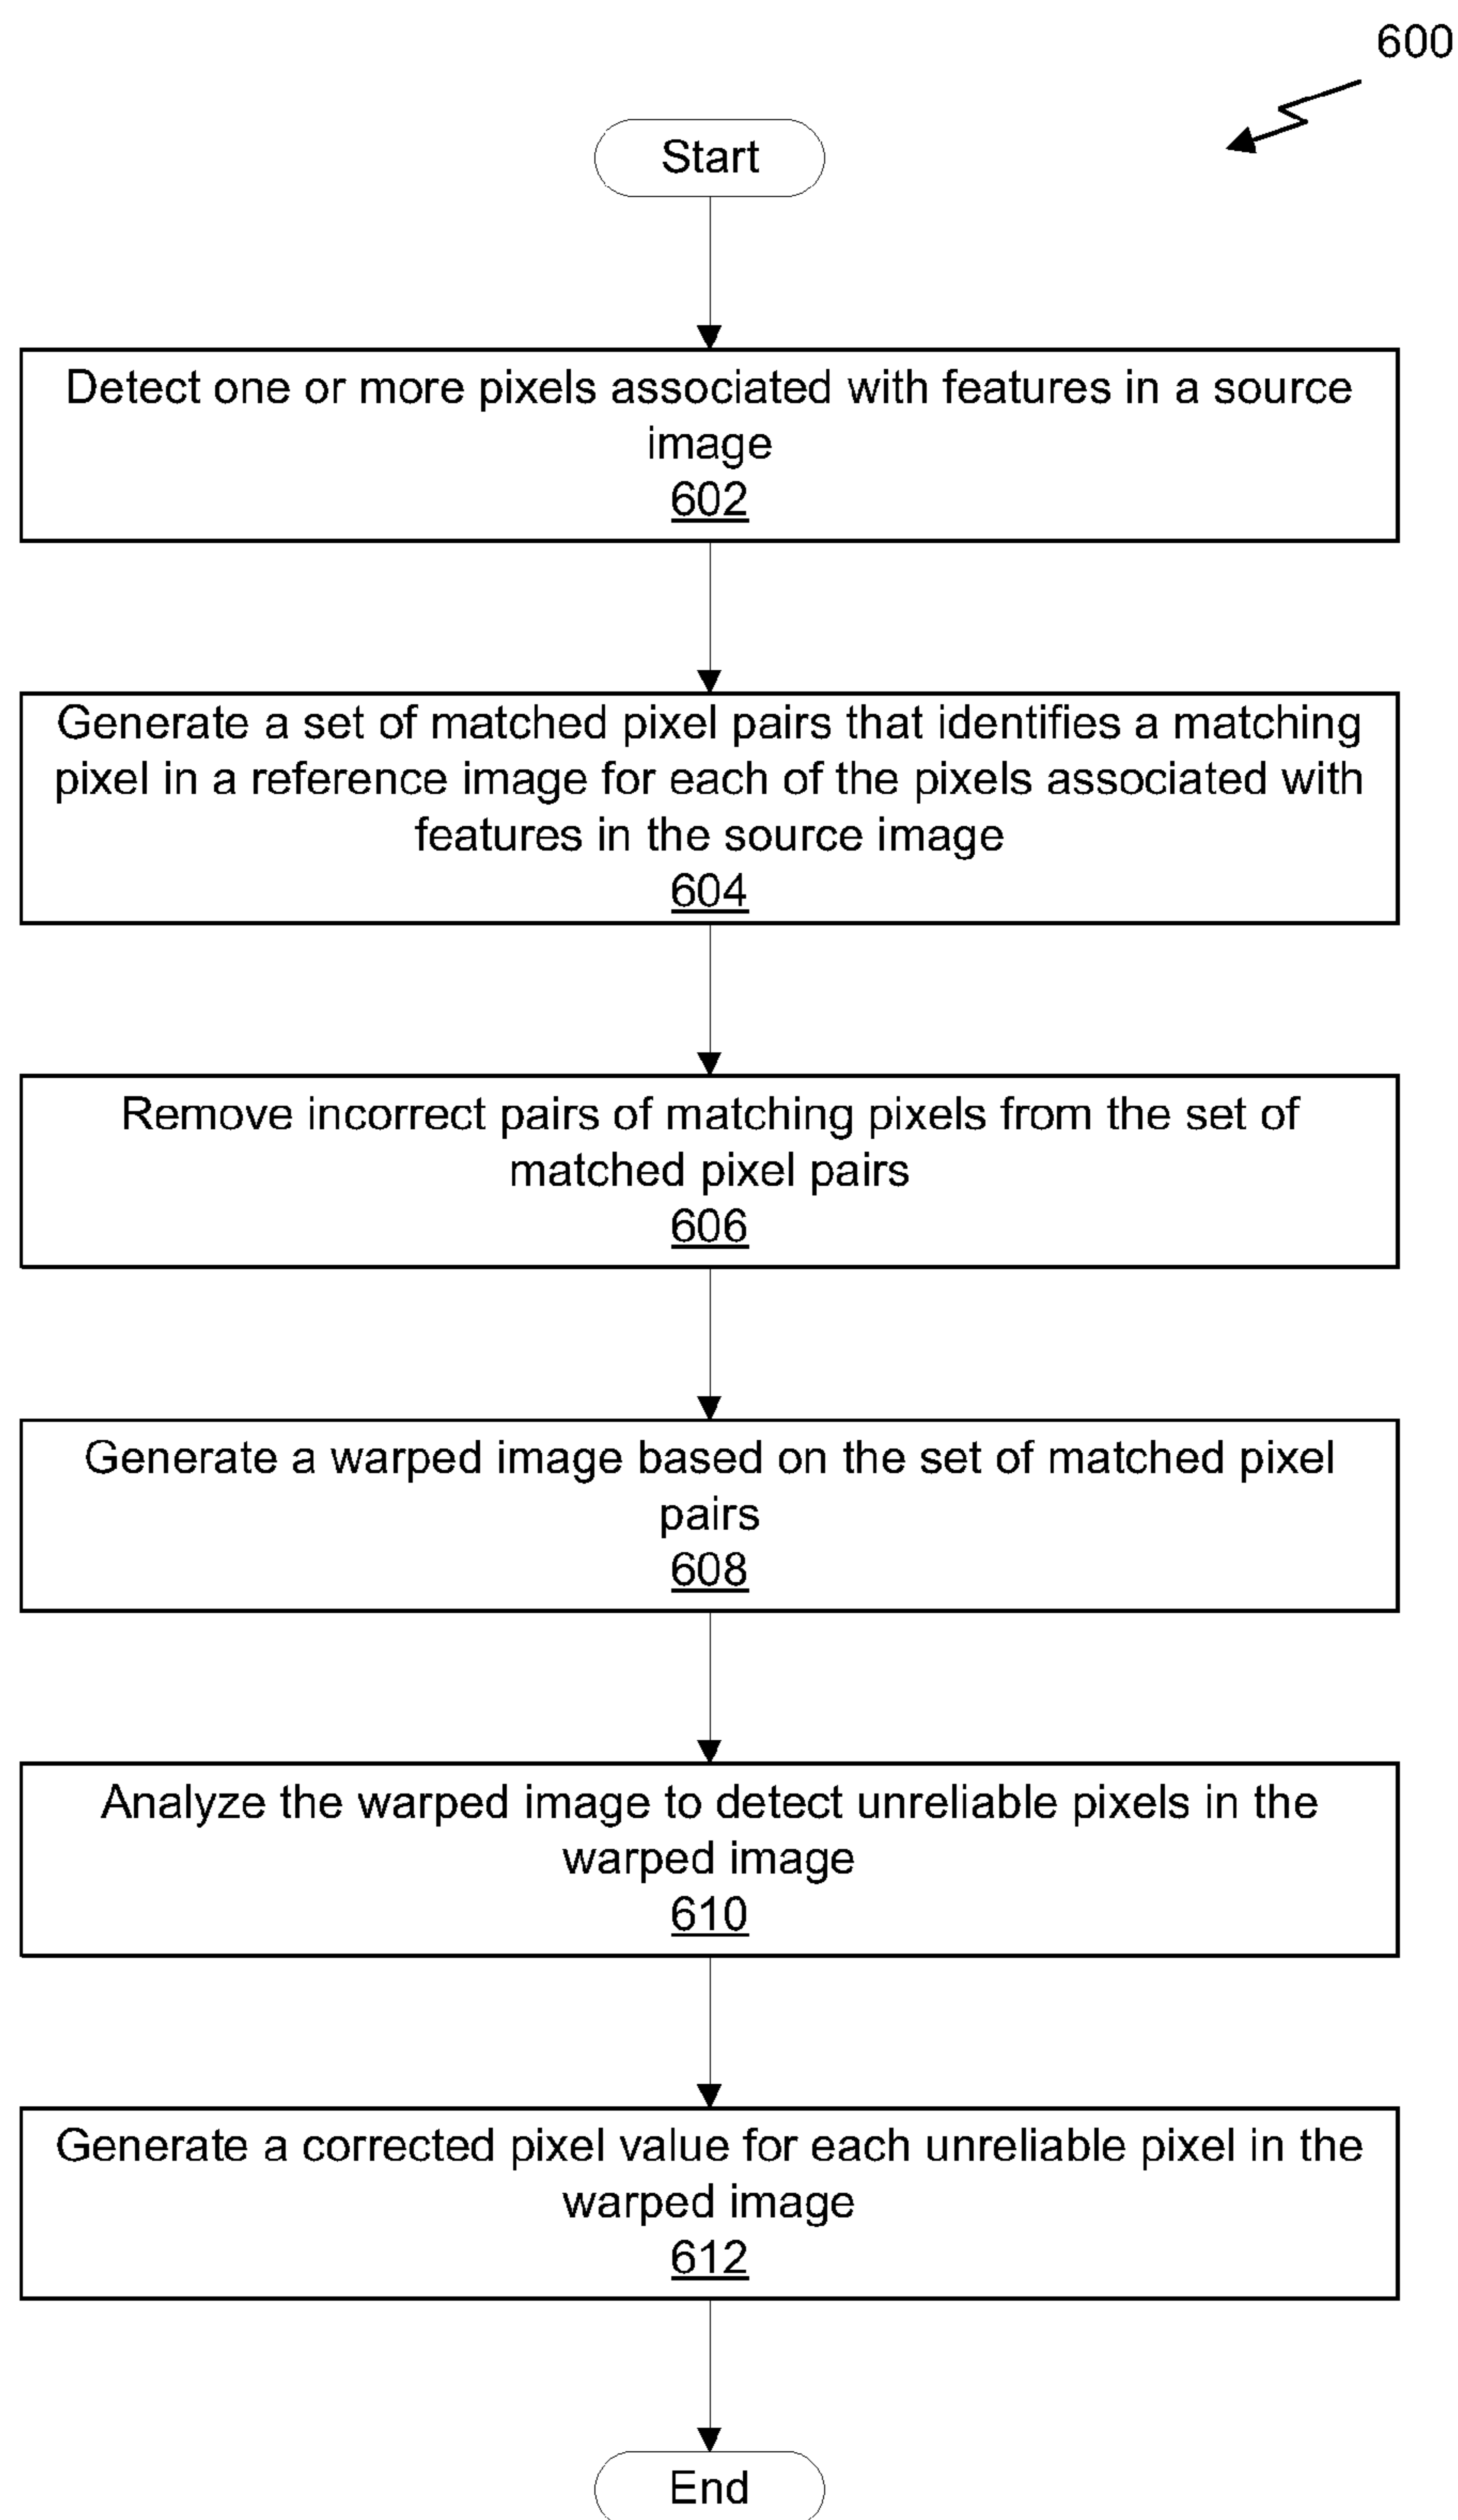 600
Start
Detect one or more pixels associated with features in a source
image
602
Generate a set of matched pixel pairs that identifies a matching
pixel in a reference image for each of the pixels associated with
features in the source image
604
Remove incorrect pairs of matching pixels from the set of
matched pixel pairs
606
Generate a warped image based on the set of matched pixel
pairs
608
Analyze the warped image to detect unreliable pixels in the
warped image
610
Generate a corrected pixel value for each unreliable pixel in the
warped image
612
End